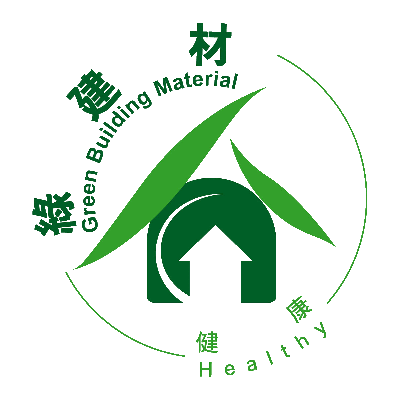 綠建材
Green Building Material
健康
Healthy